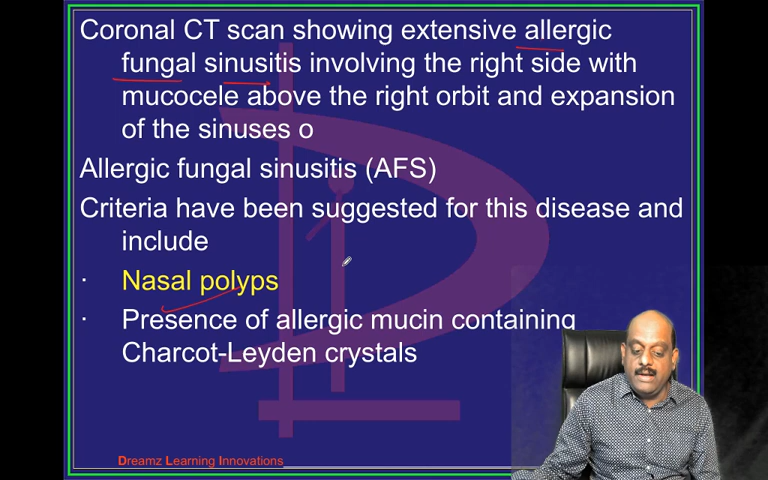 Coronal CT scan showing extensive allergic
fungal sinusitis involving the right side with
mucocele above the right orbit and expansion
of the sinuses o
Allergic fungal sinusitis (AFS)
Criteria have been suggested for this disease and
include
· Nasal polyps
· Presence of allergic mucin containing
Charcot-Leyden crystals
Dreamz Learning Innovations